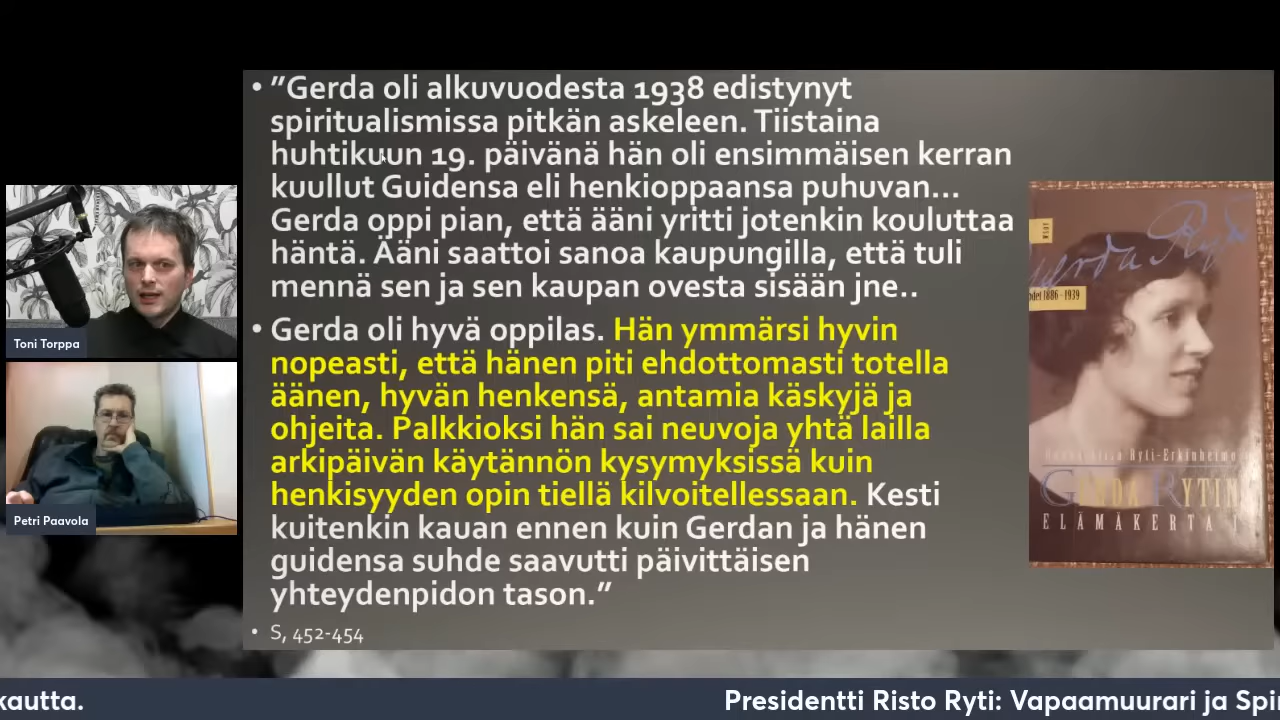 • "Gerda oli alkuvuodesta 1938 edistynyt
spiritualismissa pitkän askeleen. Tiistaina
huhtikuun 19. päivänä hän oli ensimmäisen kerran
kuullut Guidensa eli henkioppaansa puhuvan...
Gerda oppi pian, että ääni yritti jotenkin kouluttaa
häntä. Ääni saattoi sanoa kaupungilla, että tuli
mennä sen ja sen kaupan ovesta sisään jne..
• Gerda oli hyvä oppilas. Hän ymmärsi hyvin
nopeasti, että hänen piti ehdottomasti totella
äänen, hyvän henkensä, antamia käskyjä ja
ohjeita. Palkkioksi hän sai neuvoja yhtä lailla
arkipäivän käytännön kysymyksissä kuin
henkisyyden opin tiellä kilvoitellessaan. Kesti
kuitenkin kauan ennen kuin Gerdan ja hänen
guidensa suhde saavutti päivittäisen
yhteydenpidon tason."
• S, 452-454
Toni Torppa
Petri Paavola
WSOY
Gerda Ryti
1886-1939
Ryti-Erkinheimo
GERDA RYTIN
ELÄMÄKERTA I
kautta.
Presidentti Risto Ryti: Vapaamuurari ja Spi